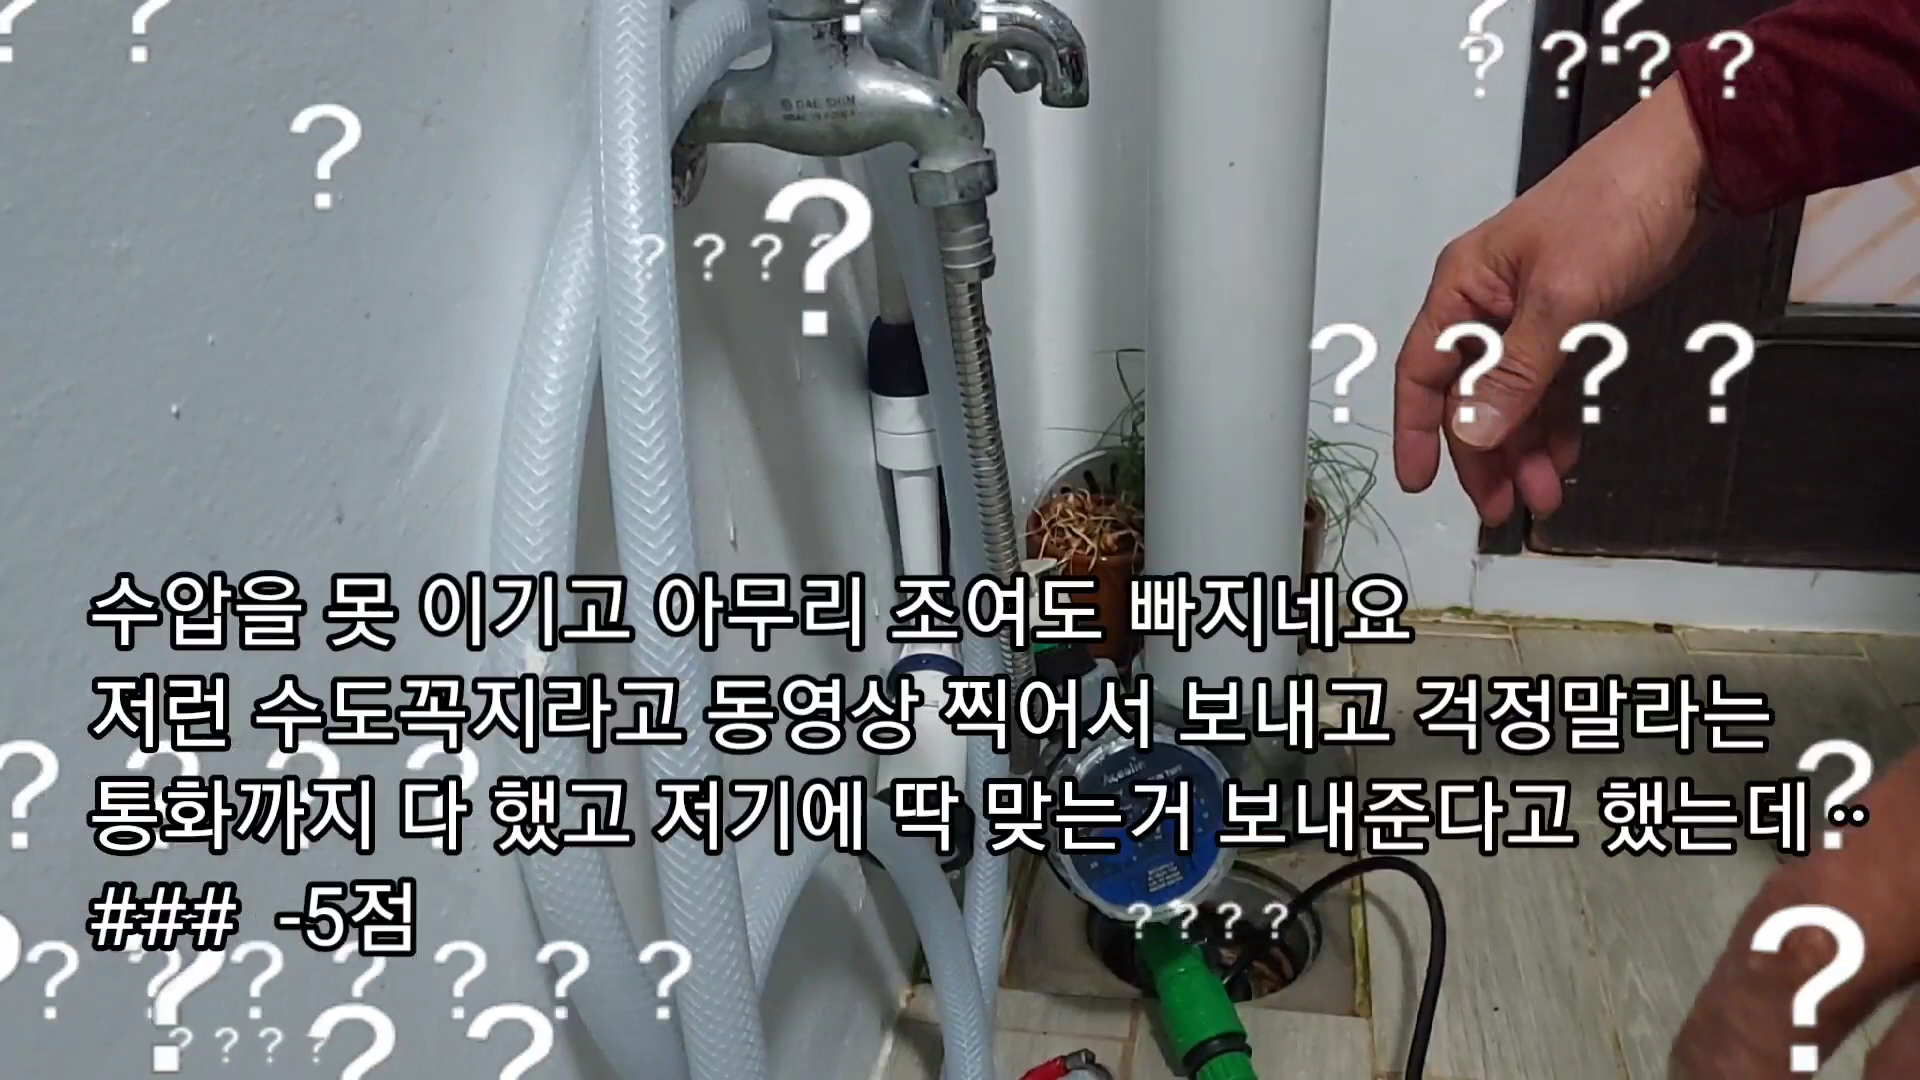 DAE SHIN
수압을 못 이기고 아무리 조여도 빠지네요
저런 수도꼭지라고 동영상 찍어서 보내고 걱정말라는
통화까지 다 했고 저기에 딱 맞는거 보내준다고 했는데··
### -5점
? ?
? ? ? ?
?
?
? ? ? ?
? ? ? ?
? ? ? ? ?
?
? ? ? ?
? ? ? ? ? ? ?
?
? ? ? ?
? ?